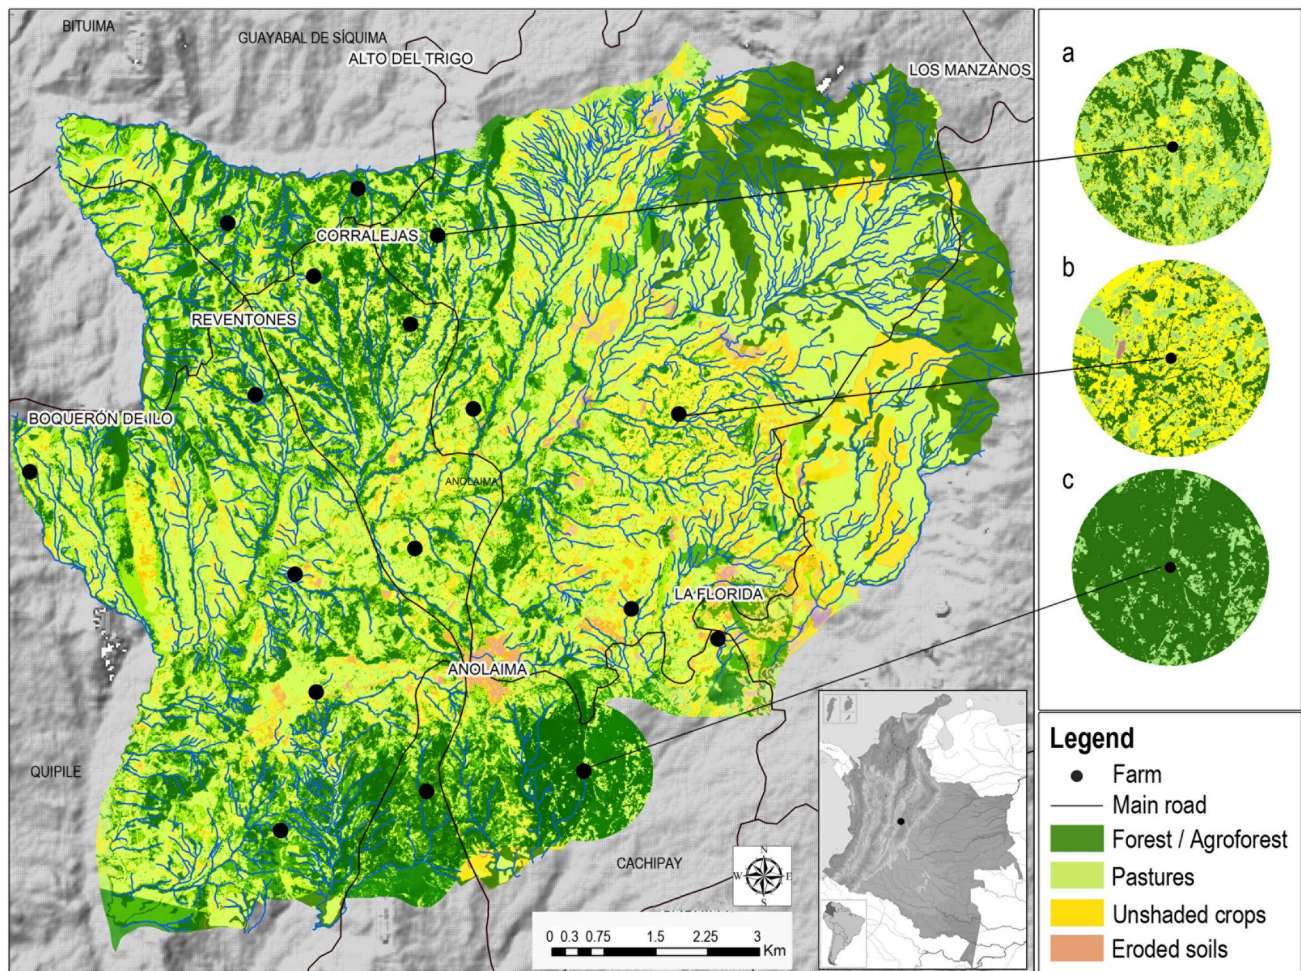 BITUIMA
GUAYABAL DE SÍQUIMA
ALTO DEL TRIGO
LOS MANZANOS
CORRALEJAS
REVENTONES
BOQUERÓN DE ILO
ANOLAIMA
LA FLORIDA
ANOLAIMA
QUIPILE
CACHIPAY
N
W E
S
0 0.3 0.75 1.5 2.25 3
Km
a
b
c
Legend
Farm
Main road
Forest / Agroforest
Pastures
Unshaded crops
Eroded soils